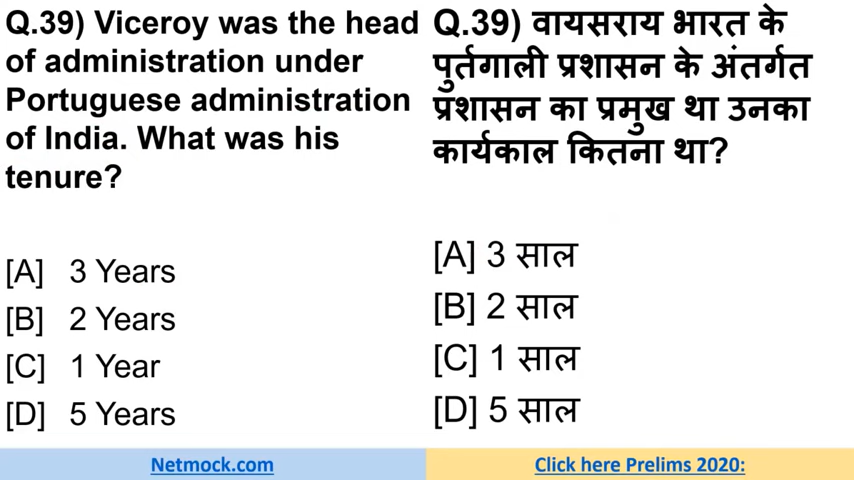 Q.39) Viceroy was the head
of administration under
Portuguese administration
of India. What was his
tenure?
[A] 3 Years
[B] 2 Years
[C] 1 Year
[D] 5 Years
Q.39) वायसराय भारत के
पुर्तगाली प्रशासन के अंतर्गत
प्रशासन का प्रमुख था उनका
कार्यकाल कितना था?
[A] 3 साल
[B] 2 साल
[C] 1 साल
[D] 5 साल
Netmock.com
Click here Prelims 2020: